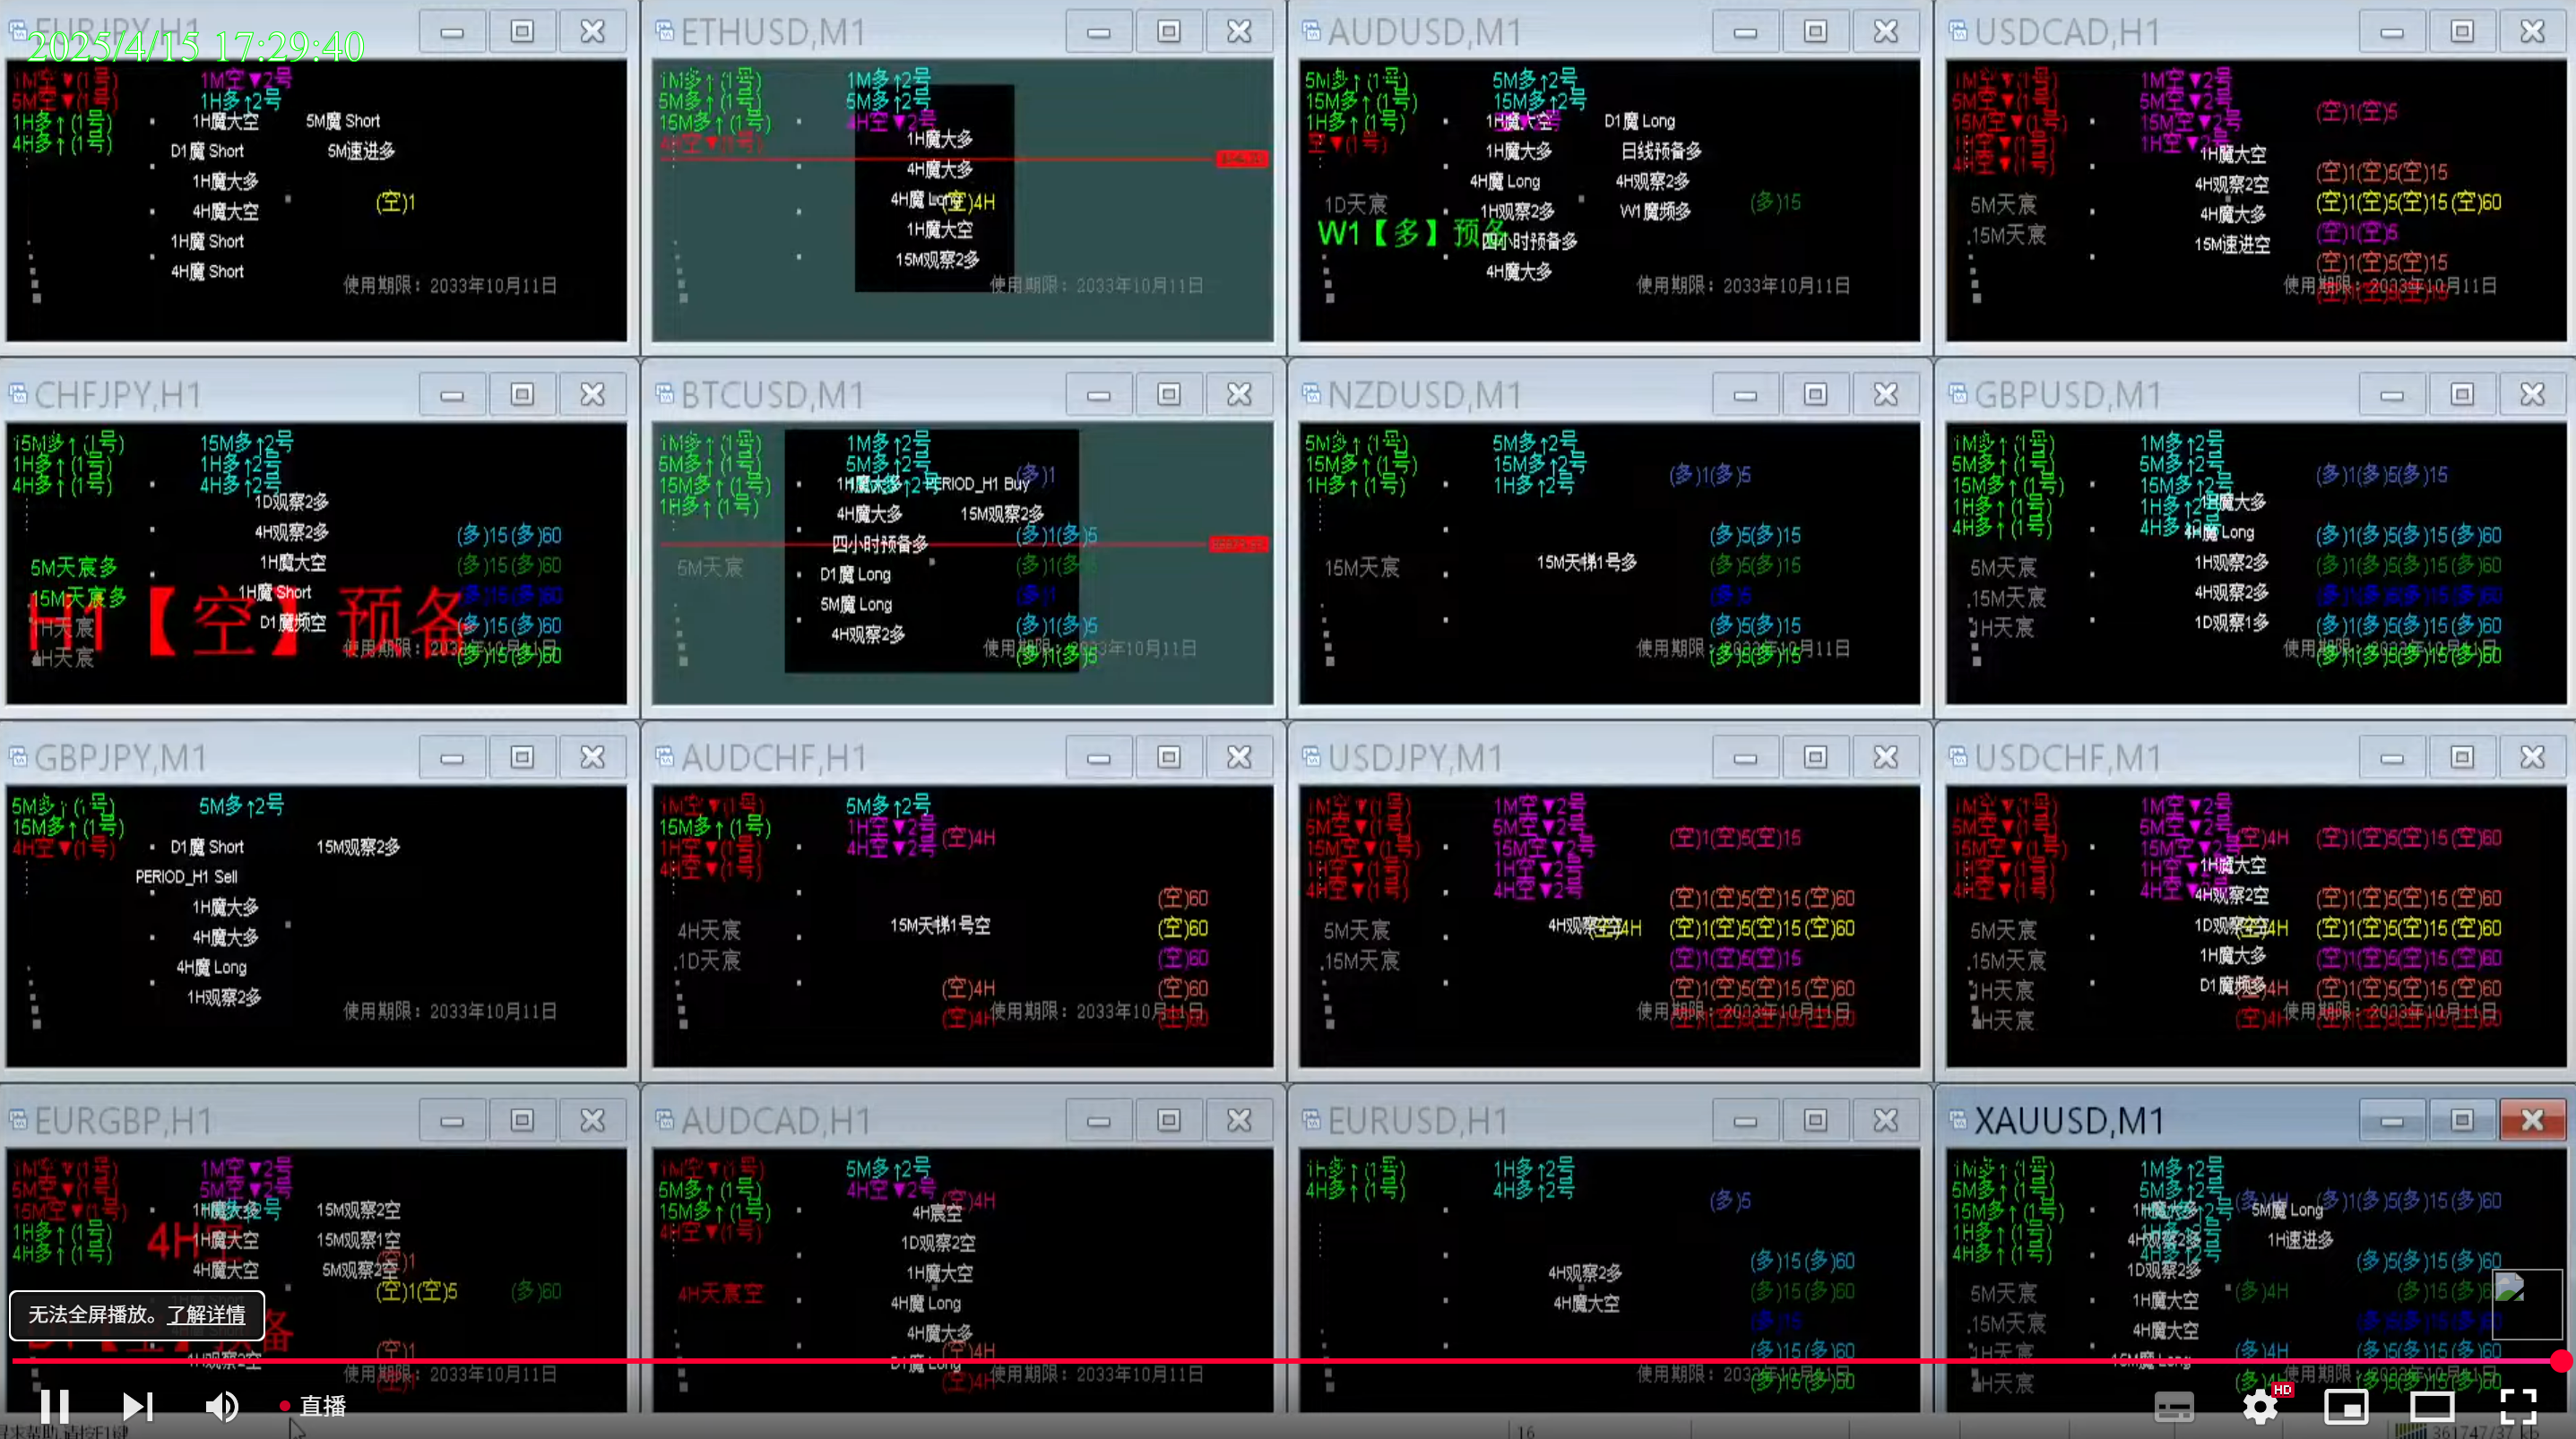 EURJPY,H1
2025/4/15 17:29:40
1M空▼(1号)
5M空▼(1号)
1H多↑(1号)
4H多↑(1号)
1M空▼2号
1H多↑2号
1H魔大空 5M魔 Short
D1魔 Short 5M速进多
1H魔大多
4H魔大空
1H魔 Short
4H魔 Short
(空)1
使用期限：2033年10月11日
ETHUSD,M1
1M多↑(1号)
5M多↑(1号)
15M多↑(1号)
4H空▼(1号)
1M多↑2号
5M多↑2号
4H空▼2号
1H魔大多
4H魔大多
4H魔 Long
(空)4H
1H魔大空
15M观察2多
使用期限：2033年10月11日
AUDUSD,M1
5M多↑(1号)
15M多↑(1号)
1H多↑(1号)
空▼(1号)
5M多↑2号
15M多↑2号
1H魔大空 D1魔 Long
1H魔大多 日线预备多
4H魔 Long 4H观察2多
1H观察2多 W1魔频多
四小时预备多
4H魔大多
1D天宸
W1【多】预备
(多)15
使用期限：2033年10月11日
USDCAD,H1
1M空▼(1号)
5M空▼(1号)
15M空▼(1号)
1H空▼(1号)
4H空▼(1号)
1M空▼2号
5M空▼2号
15M空▼2号
1H空▼2号
1H魔大空
4H观察2空
4H魔大多
15M速进空
5M天宸
15M天宸
(空)1(空)5
(空)1(空)5(空)15
(空)1(空)5(空)15(空)60
(空)1(空)5
(空)1(空)5(空)15
(空)1(空)5(空)15
使用期限：2033年10月11日
CHFJPY,H1
15M多↑(1号)
1H多↑(1号)
4H多↑(1号)
15M多↑2号
1H多↑2号
4H多↑2号
1D观察2多
4H观察2多
1H魔大空
1H魔 Short
D1魔频空
5M天宸多
15M天宸多
1H天宸
4H天宸
H1【空】预备
(多)15(多)60
(多)15(多)60
(多)15(多)60
(多)15(多)60
(多)15(多)60
使用期限：2033年10月11日
BTCUSD,M1
1M多↑(1号)
5M多↑(1号)
15M多↑(1号)
1H多↑(1号)
1M多↑2号
5M多↑2号
1H魔大多 PERIOD_H1 Buy
4H魔大多 15M观察2多
四小时预备多
D1魔 Long
5M魔 Long
4H观察2多
5M天宸
(多)1
(多)1(多)5
(多)1(多)5
(多)1
(多)1(多)5
(多)1(多)5
使用期限：2033年10月11日
NZDUSD,M1
5M多↑(1号)
15M多↑(1号)
1H多↑(1号)
5M多↑2号
15M多↑2号
1H多↑2号
15M天梯1号多
15M天宸
(多)1(多)5
(多)5(多)15
(多)5(多)15
(多)5
(多)5(多)15
(多)5(多)15
使用期限：2033年10月11日
GBPUSD,M1
1M多↑(1号)
5M多↑(1号)
15M多↑(1号)
1H多↑(1号)
4H多↑(1号)
1M多↑2号
5M多↑2号
15M多↑2号
1H多↑2号
4H多↑2号
1H魔大多
4H魔 Long
1H观察2多
4H观察2多
1D观察1多
5M天宸
15M天宸
1H天宸
(多)1(多)5(多)15
(多)1(多)5(多)15(多)60
(多)1(多)5(多)15(多)60
(多)1(多)5(多)15(多)60
(多)1(多)5(多)15(多)60
(多)1(多)5(多)15(多)60
使用期限：2033年10月11日
GBPJPY,M1
5M多↑(1号)
15M多↑(1号)
4H空▼(1号)
5M多↑2号
D1魔 Short 15M观察2多
PERIOD_H1 Sell
1H魔大多
4H魔大多
4H魔 Long
1H观察2多
使用期限：2033年10月11日
AUDCHF,H1
1M空▼(1号)
15M多↑(1号)
1H空▼(1号)
4H空▼(1号)
5M多↑2号
1H空▼2号
4H空▼2号
15M天梯1号空
4H天宸
1D天宸
(空)4H
(空)60
(空)60
(空)60
(空)4H (空)60
(空)4H (空)60
使用期限：2033年10月11日
USDJPY,M1
1M空▼(1号)
5M空▼(1号)
15M空▼(1号)
1H空▼(1号)
4H空▼(1号)
1M空▼2号
5M空▼2号
15M空▼2号
1H空▼2号
4H空▼2号
4H观察2空
(空)4H
5M天宸
15M天宸
(空)1(空)5(空)15
(空)1(空)5(空)15(空)60
(空)1(空)5(空)15(空)60
(空)1(空)5(空)15
(空)1(空)5(空)15(空)60
(空)1(空)5(空)15(空)60
使用期限：2033年10月11日
USDCHF,M1
1M空▼(1号)
5M空▼(1号)
15M空▼(1号)
1H空▼(1号)
4H空▼(1号)
1M空▼2号
5M空▼2号
15M空▼2号
1H空▼2号
4H空▼2号
1H魔大空
4H观察2空
1D观察2空
1H魔大多
D1魔频多
5M天宸
15M天宸
1H天宸
4H天宸
(空)4H (空)1(空)5(空)15(空)60
(空)1(空)5(空)15(空)60
(空)4H (空)1(空)5(空)15(空)60
(空)1(空)5(空)15(空)60
(空)4H (空)1(空)5(空)15(空)60
(空)4H (空)1(空)5(空)15(空)60
使用期限：2033年10月11日
EURGBP,H1
1M空▼(1号)
5M空▼(1号)
15M空▼(1号)
1H多↑(1号)
4H多↑(1号)
1M空▼2号
5M空▼2号
1H魔大多 15M观察2空
1H魔大空 15M观察1空
4H魔大空 5M观察2空
4H空
(空)1
(空)1(空)5 (多)60
(空)1
1H观察2空
使用期限：2033年10月11日
AUDCAD,H1
1M空▼(1号)
5M多↑(1号)
15M多↑(1号)
4H空▼(1号)
5M多↑2号
4H空▼2号
(空)4H
4H宸空
1D观察2空
1H魔大空
4H魔 Long
4H魔大多
D1魔 Long
4H天宸空
(空)4H
(空)4H
使用期限：2033年10月11日
EURUSD,H1
1H多↑(1号)
4H多↑(1号)
1H多↑2号
4H多↑2号
4H观察2多
4H魔大空
(多)5
(多)15(多)60
(多)15(多)60
(多)15
(多)15(多)60
(多)15(多)60
使用期限：2033年10月11日
XAUUSD,M1
1M多↑(1号)
5M多↑(1号)
15M多↑(1号)
1H多↑(1号)
4H多↑(1号)
1M多↑2号
5M多↑2号
1H魔大多 5M魔 Long
4H观察2多 1H速进多
1D观察2多
1H魔大空
4H魔大空
15M魔 Long
5M天宸
15M天宸
1H天宸
4H天宸
(多)4H (多)1(多)5(多)15(多)60
(多)5(多)15(多)60
(多)4H (多)15(多)6
(多)4H (多)5(多)15(多)60
使用期限：2033年10月11日
无法全屏播放。了解详情
直播
HD
16
361747/37 kb